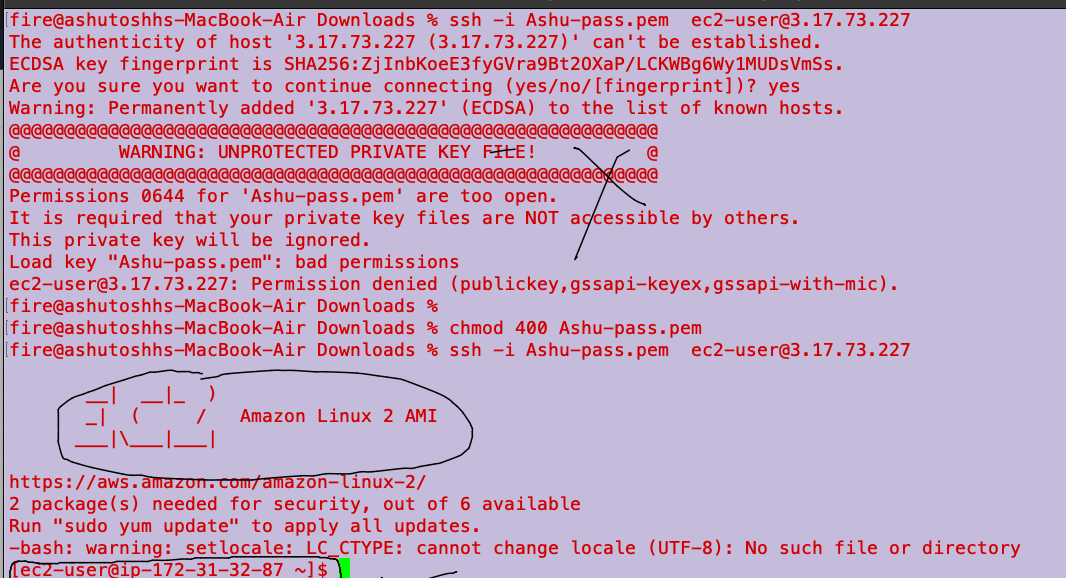 [fire@ashutoshhs-MacBook-Air Downloads % ssh -i Ashu-pass.pem  ec2-user@3.17.73.227
The authenticity of host '3.17.73.227 (3.17.73.227)' can't be established.
ECDSA key fingerprint is SHA256:ZjInbKoeE3fyGVra9Bt2OXaP/LCKWBg6Wy1MUDsVmSs.
Are you sure you want to continue connecting (yes/no/[fingerprint])? yes
Warning: Permanently added '3.17.73.227' (ECDSA) to the list of known hosts.
@@@@@@@@@@@@@@@@@@@@@@@@@@@@@@@@@@@@@@@@@@@@@@@@@@@@@@@@@@@
@         WARNING: UNPROTECTED PRIVATE KEY FILE!          @
@@@@@@@@@@@@@@@@@@@@@@@@@@@@@@@@@@@@@@@@@@@@@@@@@@@@@@@@@@@
Permissions 0644 for 'Ashu-pass.pem' are too open.
It is required that your private key files are NOT accessible by others.
This private key will be ignored.
Load key "Ashu-pass.pem": bad permissions
ec2-user@3.17.73.227: Permission denied (publickey,gssapi-keyex,gssapi-with-mic).
[fire@ashutoshhs-MacBook-Air Downloads %
[fire@ashutoshhs-MacBook-Air Downloads % chmod 400 Ashu-pass.pem
[fire@ashutoshhs-MacBook-Air Downloads % ssh -i Ashu-pass.pem  ec2-user@3.17.73.227
       __|  __|_  )
       _|  (     /   Amazon Linux 2 AMI
      ___|\___|___|
https://aws.amazon.com/amazon-linux-2/
2 package(s) needed for security, out of 6 available
Run "sudo yum update" to apply all updates.
-bash: warning: setlocale: LC_CTYPE: cannot change locale (UTF-8): No such file or directory
[ec2-user@ip-172-31-32-87 ~]$